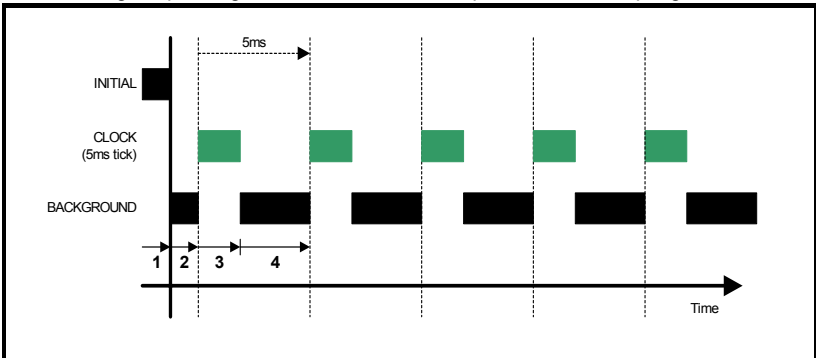 5ms
INITIAL
CLOCK
(5ms tick)
BACKGROUND
1 2 3 4
Time